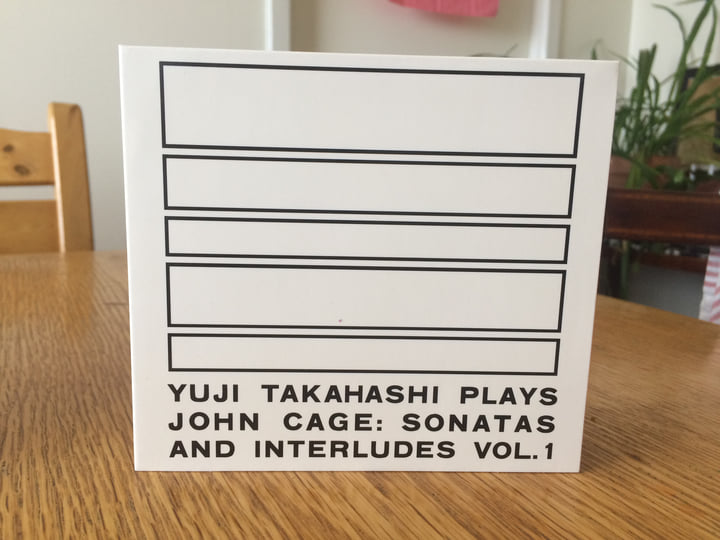 YUJI TAKAHASHI PLAYS
JOHN CAGE: SONATAS
AND INTERLUDES VOL.1